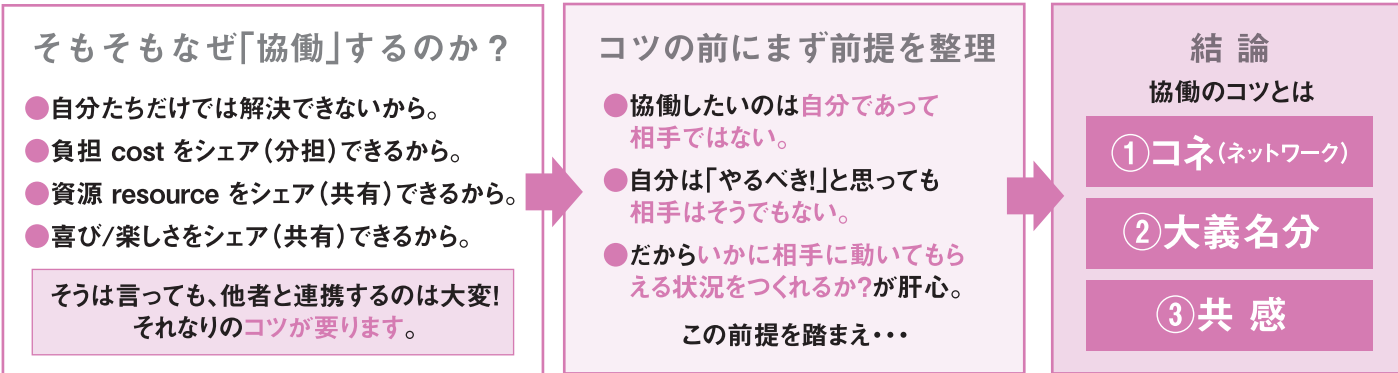 そもそもなぜ「協働」するのか?
●自分たちだけでは解決できないから。
●負担 cost をシェア(分担)できるから。
●資源 resource をシェア(共有)できるから。
●喜び/楽しさをシェア(共有)できるから。
そうは言っても、他者と連携するのは大変!
それなりのコツが要ります。
コツの前にまず前提を整理
●協働したいのは自分であって
相手ではない。
●自分は「やるべき!」と思っても
相手はそうでもない。
●だからいかに相手に動いてもら
える状況をつくれるか?が肝心。
この前提を踏まえ・・・
結 論
協働のコツとは
①コネ(ネットワーク)
②大義名分
③共 感